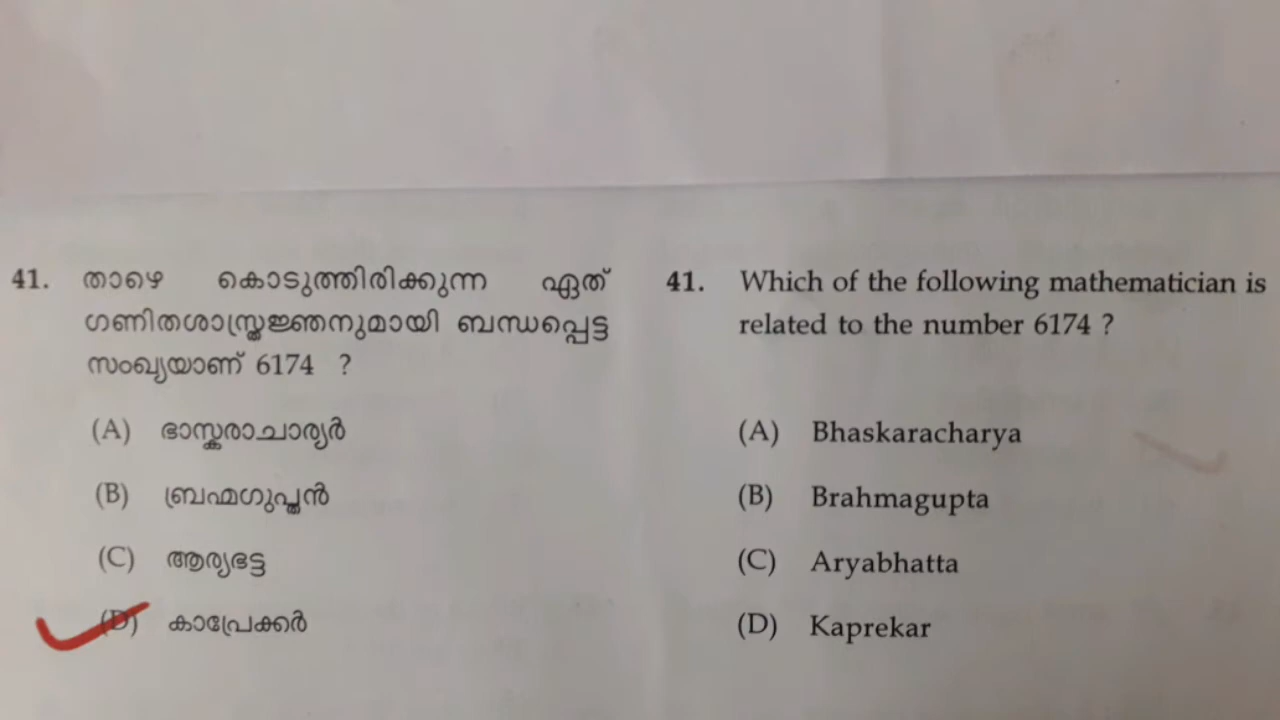 41. താഴെ കൊടുത്തിരിക്കുന്ന ഏത്
ഗണിതശാസ്ത്രജ്ഞനുമായി ബന്ധപ്പെട്ട
സംഖ്യയാണ് 6174 ?
(A) ഭാസ്കരാചാര്യർ
(B) ബ്രഹ്മഗുപ്തൻ
(C) ആര്യഭട്ട
(D) കാപ്രേക്കർ
41. Which of the following mathematician is
related to the number 6174 ?
(A) Bhaskaracharya
(B) Brahmagupta
(C) Aryabhatta
(D) Kaprekar